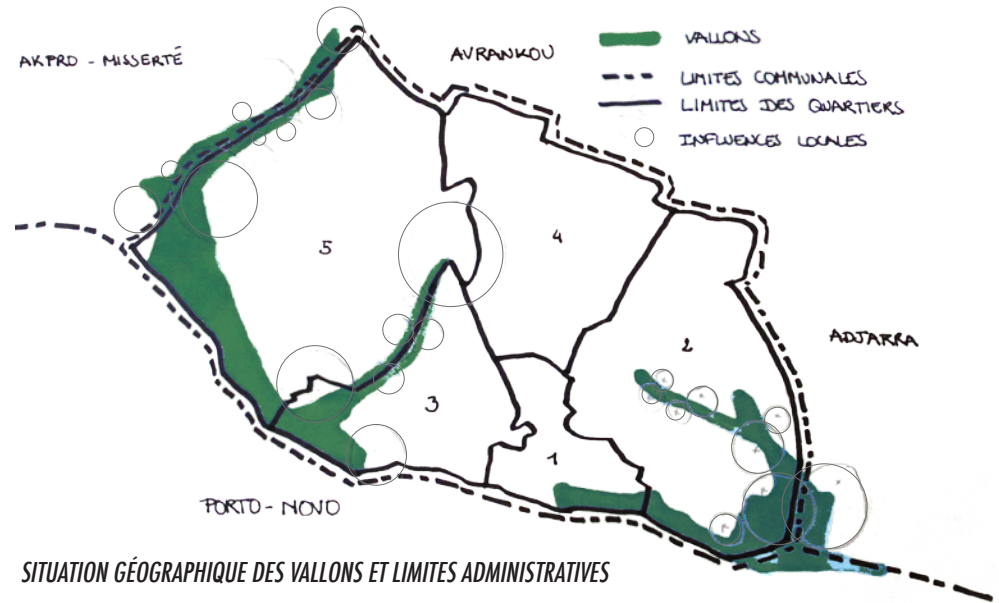 AKPRO - MISSERTÉ
AVRANKOU
VALLONS
LIMITES COMMUNALES
LIMITES DES QUARTIERS
INFLUENCES LOCALES
5
4
2
ADJARRA
3
1
PORTO - NOVO
SITUATION GÉOGRAPHIQUE DES VALLONS ET LIMITES ADMINISTRATIVES